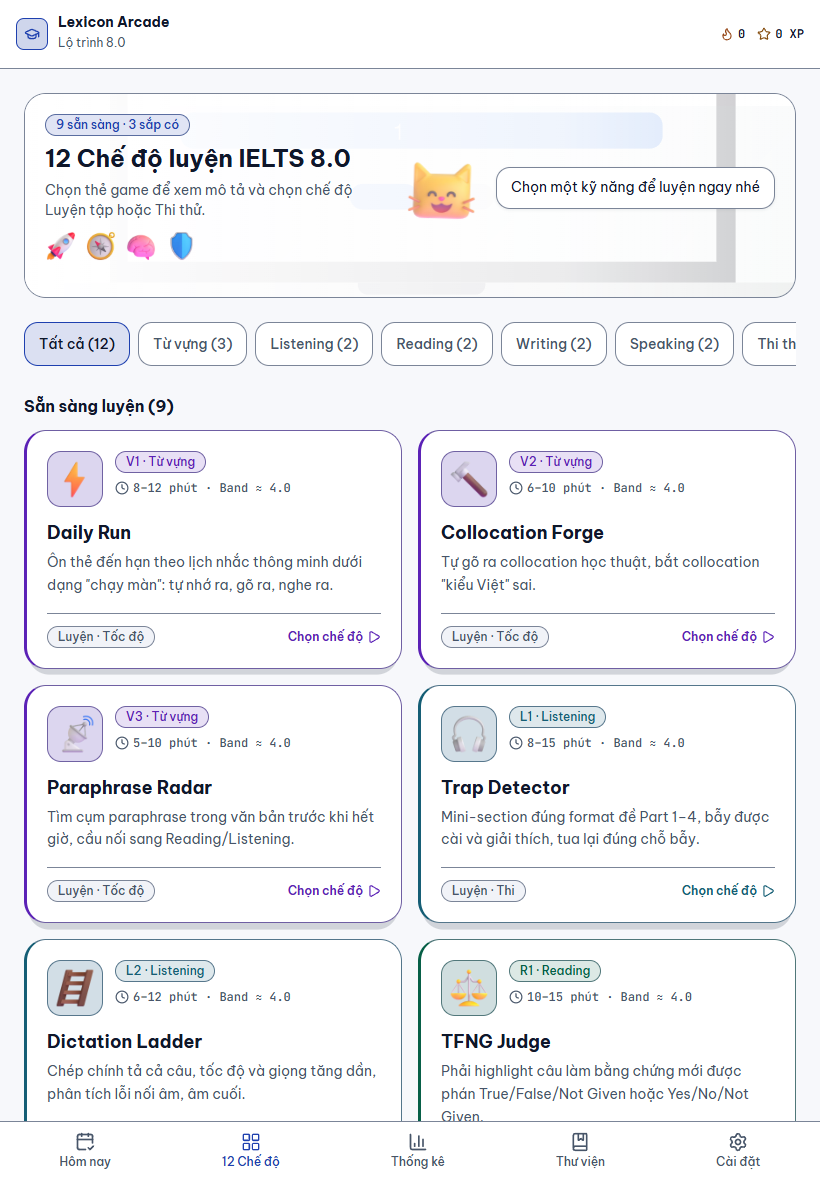 Lexicon Arcade
Lộ trình 8.0
0 0 XP
9 sẵn sàng · 3 sắp có
12 Chế độ luyện IELTS 8.0
Chọn thẻ game để xem mô tả và chọn chế độ
Luyện tập hoặc Thi thử.
Chọn một kỹ năng để luyện ngay nhé
Tất cả (12)
Từ vựng (3)
Listening (2)
Reading (2)
Writing (2)
Speaking (2)
Thi th
Sẵn sàng luyện (9)
V1 · Từ vựng
8–12 phút · Band ≈ 4.0
Daily Run
Ôn thẻ đến hạn theo lịch nhắc thông minh dưới
dạng "chạy màn": tự nhớ ra, gõ ra, nghe ra.
Luyện · Tốc độ
Chọn chế độ
V2 · Từ vựng
6–10 phút · Band ≈ 4.0
Collocation Forge
Tự gõ ra collocation học thuật, bắt collocation
"kiểu Việt" sai.
Luyện · Tốc độ
Chọn chế độ
V3 · Từ vựng
5–10 phút · Band ≈ 4.0
Paraphrase Radar
Tìm cụm paraphrase trong văn bản trước khi hết
giờ, cầu nối sang Reading/Listening.
Luyện · Tốc độ
Chọn chế độ
L1 · Listening
8–15 phút · Band ≈ 4.0
Trap Detector
Mini-section đúng format đề Part 1–4, bẫy được
cài và giải thích, tua lại đúng chỗ bẫy.
Luyện · Thi
Chọn chế độ
L2 · Listening
6–12 phút · Band ≈ 4.0
Dictation Ladder
Chép chính tả cả câu, tốc độ và giọng tăng dần,
phân tích lỗi nối âm, âm cuối.
R1 · Reading
10–15 phút · Band ≈ 4.0
TFNG Judge
Phải highlight câu làm bằng chứng mới được
phán True/False/Not Given hoặc Yes/No/Not
Given.
Hôm nay
12 Chế độ
Thống kê
Thư viện
Cài đặt